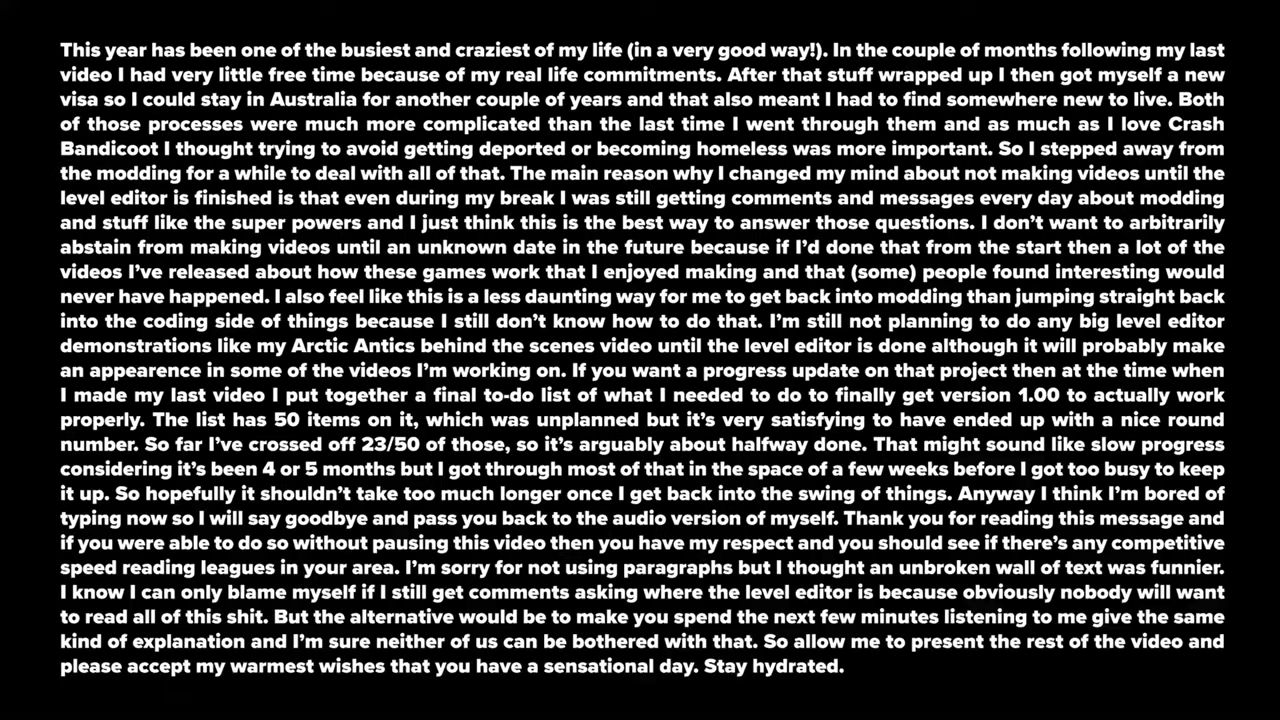 This year has been one of the busiest and craziest of my life (in a very good way!). In the couple of months following my last
video I had very little free time because of my real life commitments. After that stuff wrapped up I then got myself a new
visa so I could stay in Australia for another couple of years and that also meant I had to find somewhere new to live. Both
of those processes were much more complicated than the last time I went through them and as much as I love Crash
Bandicoot I thought trying to avoid getting deported or becoming homeless was more important. So I stepped away from
the modding for a while to deal with all of that. The main reason why I changed my mind about not making videos until the
level editor is finished is that even during my break I was still getting comments and messages every day about modding
and stuff like the super powers and I just think this is the best way to answer those questions. I don’t want to arbitrarily
abstain from making videos until an unknown date in the future because if I’d done that from the start then a lot of the
videos I’ve released about how these games work that I enjoyed making and that (some) people found interesting would
never have happened. I also feel like this is a less daunting way for me to get back into modding than jumping straight back
into the coding side of things because I still don’t know how to do that. I’m still not planning to do any big level editor
demonstrations like my Arctic Antics behind the scenes video until the level editor is done although it will probably make
an appearence in some of the videos I’m working on. If you want a progress update on that project then at the time when
I made my last video I put together a final to-do list of what I needed to do to finally get version 1.00 to actually work
properly. The list has 50 items on it, which was unplanned but it’s very satisfying to have ended up with a nice round
number. So far I’ve crossed off 23/50 of those, so it’s arguably about halfway done. That might sound like slow progress
considering it’s been 4 or 5 months but I got through most of that in the space of a few weeks before I got too busy to keep
it up. So hopefully it shouldn’t take too much longer once I get back into the swing of things. Anyway I think I’m bored of
typing now so I will say goodbye and pass you back to the audio version of myself. Thank you for reading this message and
if you were able to do so without pausing this video then you have my respect and you should see if there’s any competitive
speed reading leagues in your area. I’m sorry for not using paragraphs but I thought an unbroken wall of text was funnier.
I know I can only blame myself if I still get comments asking where the level editor is because obviously nobody will want
to read all of this shit. But the alternative would be to make you spend the next few minutes listening to me give the same
kind of explanation and I’m sure neither of us can be bothered with that. So allow me to present the rest of the video and
please accept my warmest wishes that you have a sensational day. Stay hydrated.